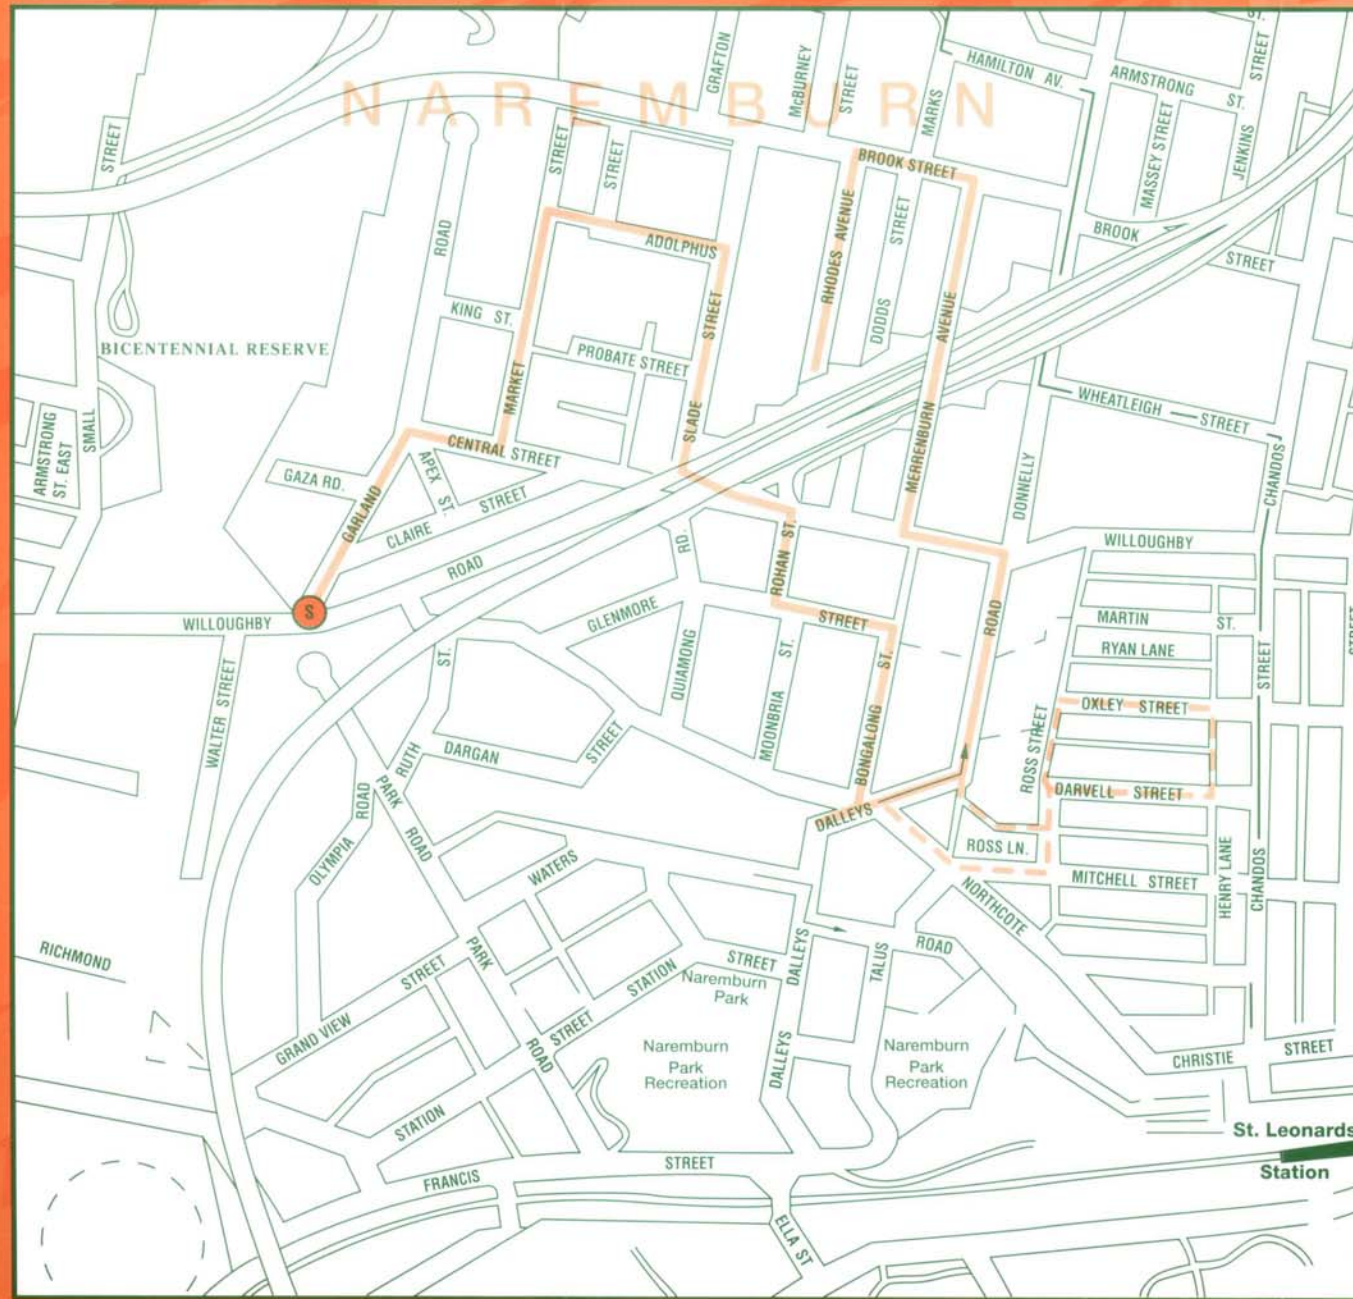 NAREMBURN
STREET
ROAD
STREET
STREET
GRAFTON
McBURNEY
STREET
MARKS
HAMILTON AV.
ARMSTRONG
ST.
MASSEY STREET
JENKINS
STREET
ST.
BROOK STREET
BROOK
STREET
ADOLPHUS
RHODES AVENUE
DODDS
STREET
MERRENBURN
AVENUE
KING ST.
BICENTENNIAL RESERVE
PROBATE STREET
MARKET
SLADE
STREET
WHEATLEIGH
STREET
ARMSTRONG
ST. EAST
SMALL
CENTRAL STREET
GAZA RD.
APEX ST.
GARLAND
CLAIRE
STREET
ROAD
RD.
ROHAN ST.
DONNELLY
CHANDOS
WILLOUGHBY
S
WILLOUGHBY
GLENMORE
STREET
ROAD
MARTIN
ST.
RYAN LANE
STREET
STREET
WALTER STREET
ST.
RUTH
DARGAN
STREET
QUIAMONG
MOONBRIA
ST.
BONGALONG
ST.
ROSS STREET
OXLEY STREET
DARVELL STREET
OLYMPIA
ROAD
PARK
ROAD
DALLEYS
ROSS LN.
MITCHELL STREET
HENRY LANE
CHANDOS
WATERS
NORTHCOTE
RICHMOND
PARK
ROAD
GRAND VIEW
STREET
STATION
STREET
STATION
STREET
DALLEYS
DALLEYS
TALUS
ROAD
Naremburn
Park
Naremburn
Park
Recreation
Naremburn
Park
Recreation
CHRISTIE
STREET
STATION
FRANCIS
STREET
ELLA ST
St. Leonards
Station